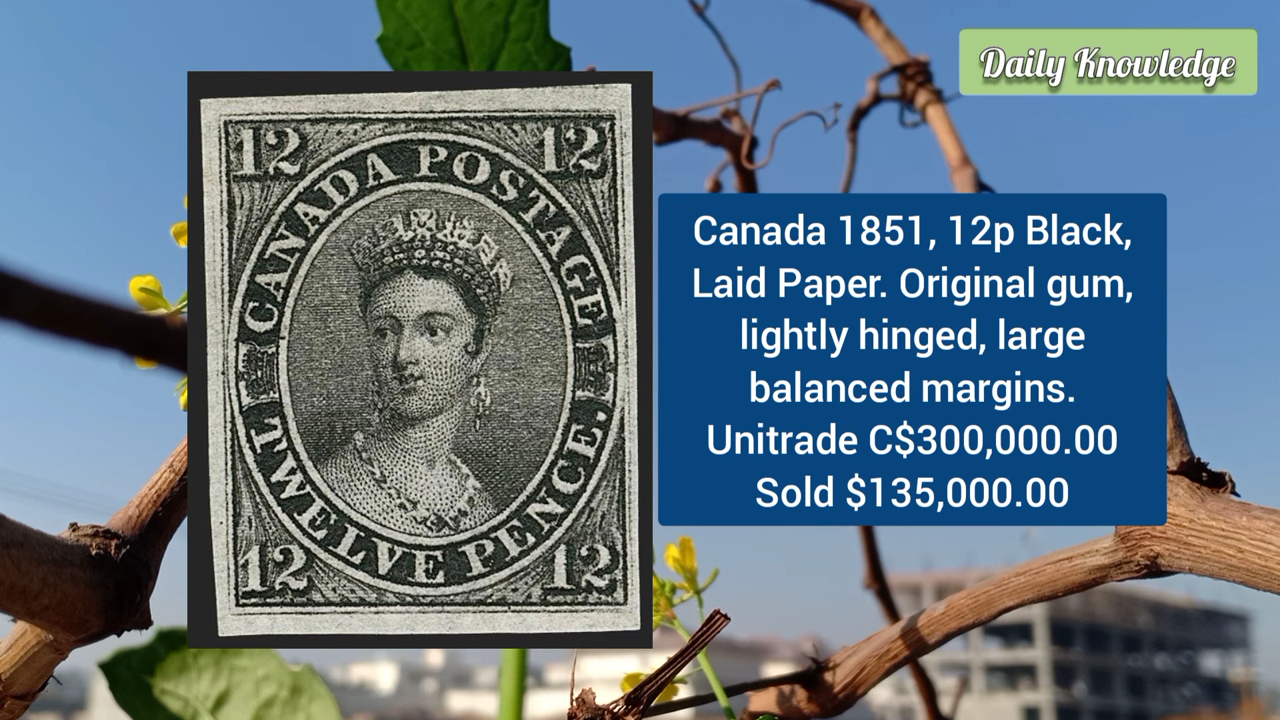 Daily Knowledge
12 12
CANADA POSTAGE
TWELVE PENCE.
12 12
Canada 1851, 12p Black,
Laid Paper. Original gum,
lightly hinged, large
balanced margins.
Unitrade C$300,000.00
Sold $135,000.00